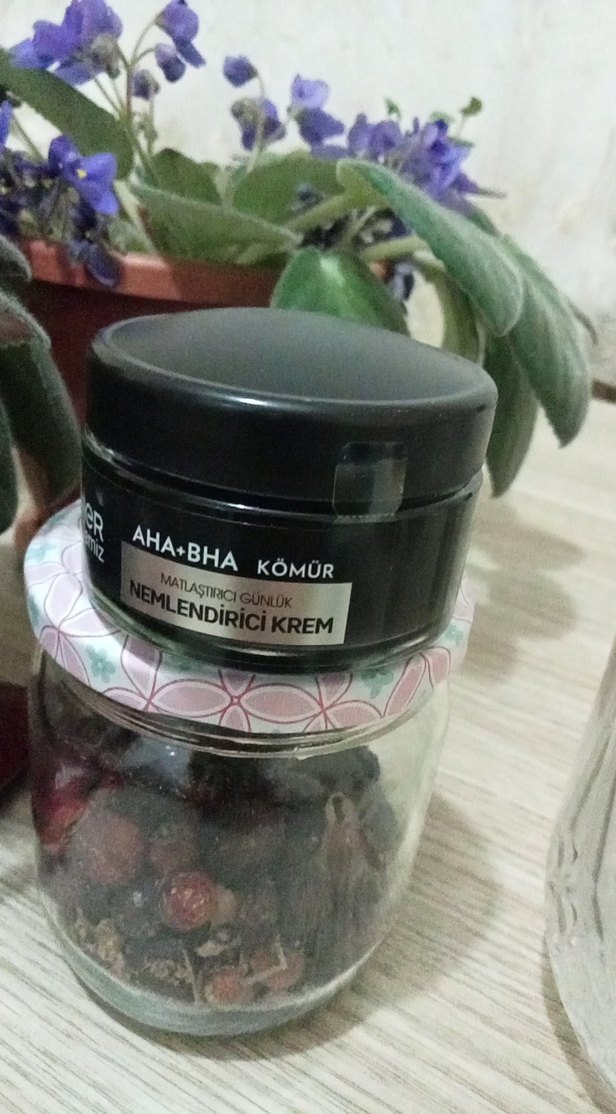 AHA+BHA KÖMÜR
MATLAŞTIRICI GÜNLÜK
NEMLENDİRİCİ KREM